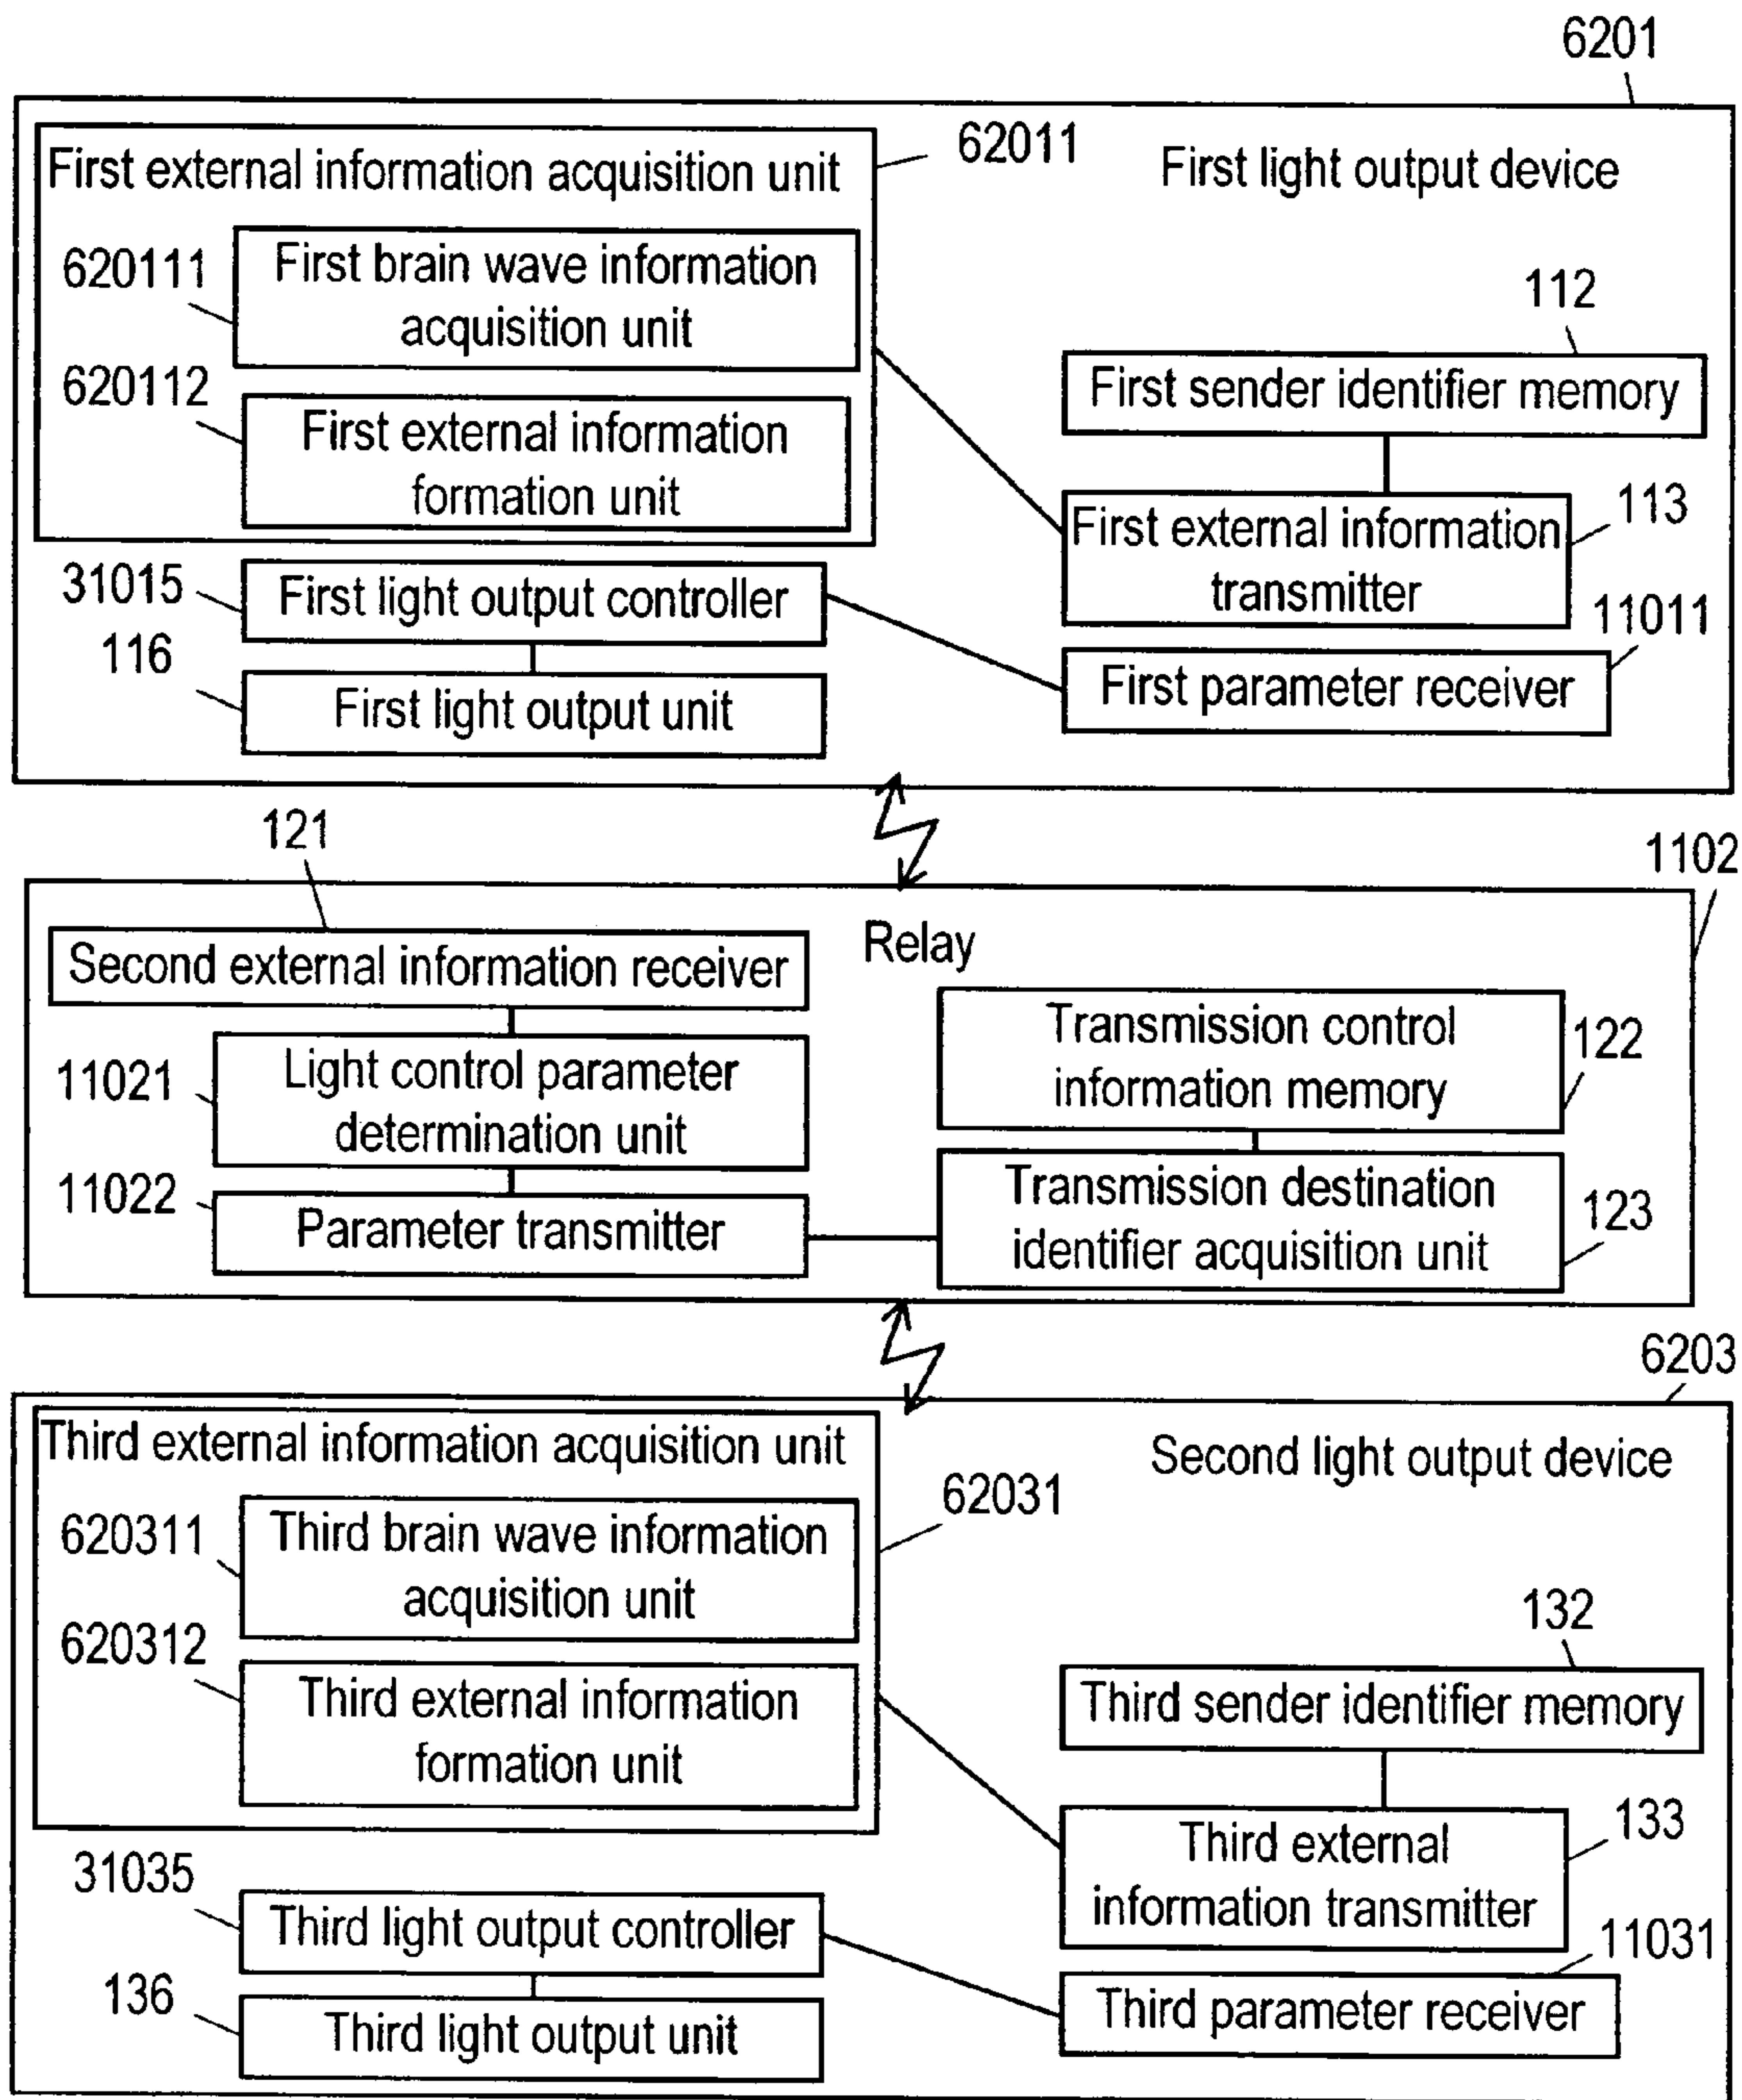 6201
First external information acquisition unit
62011
First light output device
620111
First brain wave information
acquisition unit
112
First sender identifier memory
620112
First external information
formation unit
113
First external information
transmitter
31015
First light output controller
11011
116
First light output unit
First parameter receiver
121
1102
Second external information receiver
Relay
11021
Light control parameter
determination unit
Transmission control
information memory
122
11022
Parameter transmitter
Transmission destination
identifier acquisition unit
123
6203
Third external information acquisition unit
Second light output device
62031
620311
Third brain wave information
acquisition unit
132
620312
Third external information
formation unit
Third sender identifier memory
133
Third external
information transmitter
31035
Third light output controller
11031
136
Third light output unit
Third parameter receiver